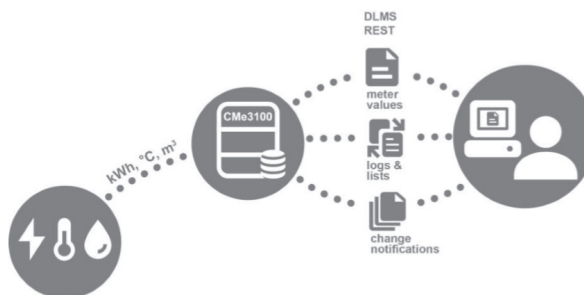 DLMS
REST
CMe3100
meter
values
kWh, °C, m³
logs &
lists
change
notifications